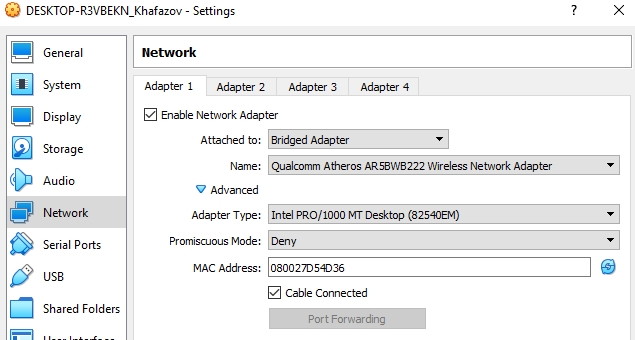 DESKTOP-R3VBEKN_Khafazov - Settings
?
General
System
Display
Storage
Audio
Network
Serial Ports
USB
Shared Folders
User Interface
Network
Adapter 1 Adapter 2 Adapter 3 Adapter 4
Enable Network Adapter
Attached to: Bridged Adapter
Name: Qualcomm Atheros AR5BWB222 Wireless Network Adapter
Advanced
Adapter Type: Intel PRO/1000 MT Desktop (82540EM)
Promiscuous Mode: Deny
MAC Address: 080027D54D36
Cable Connected
Port Forwarding